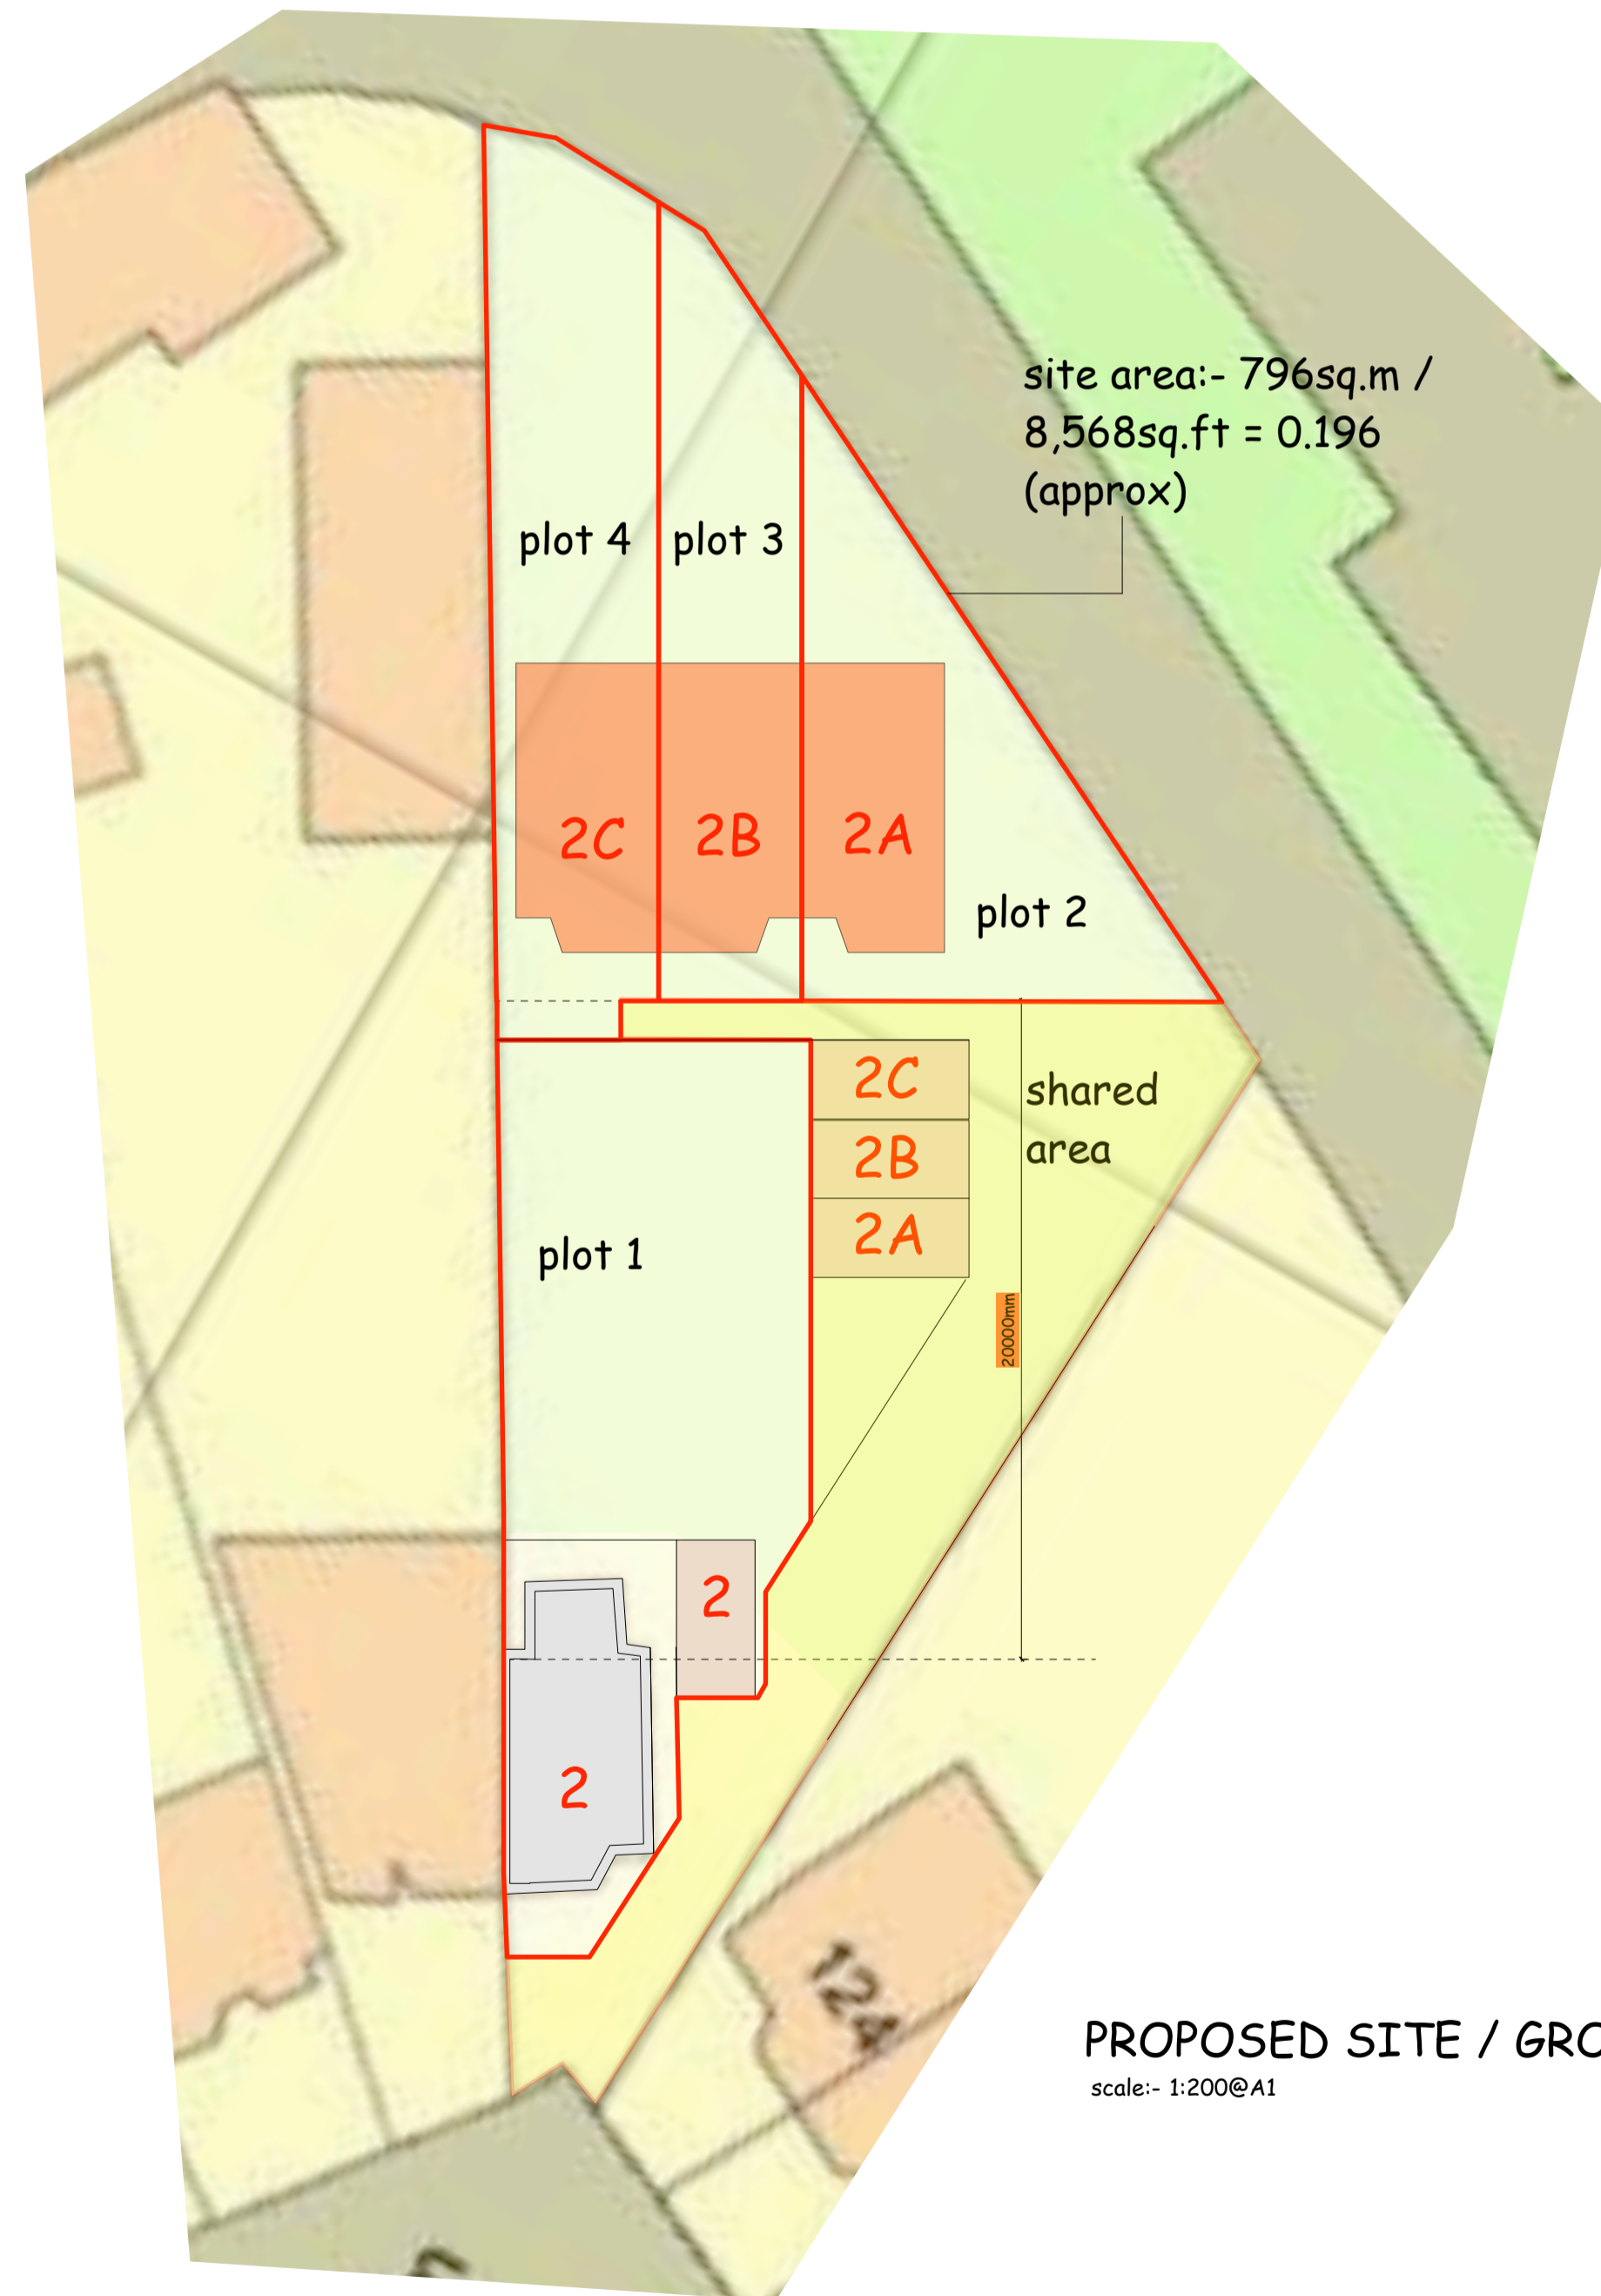 site area:- 796sq.m /
8,568sq.ft = 0.196
(approx)
plot 4
plot 3
2C
2B
2A
plot 2
2C
2B
2A
shared
area
plot 1
20000mm
2
2
124
PROPOSED SITE / GRO
scale:- 1:200@A1